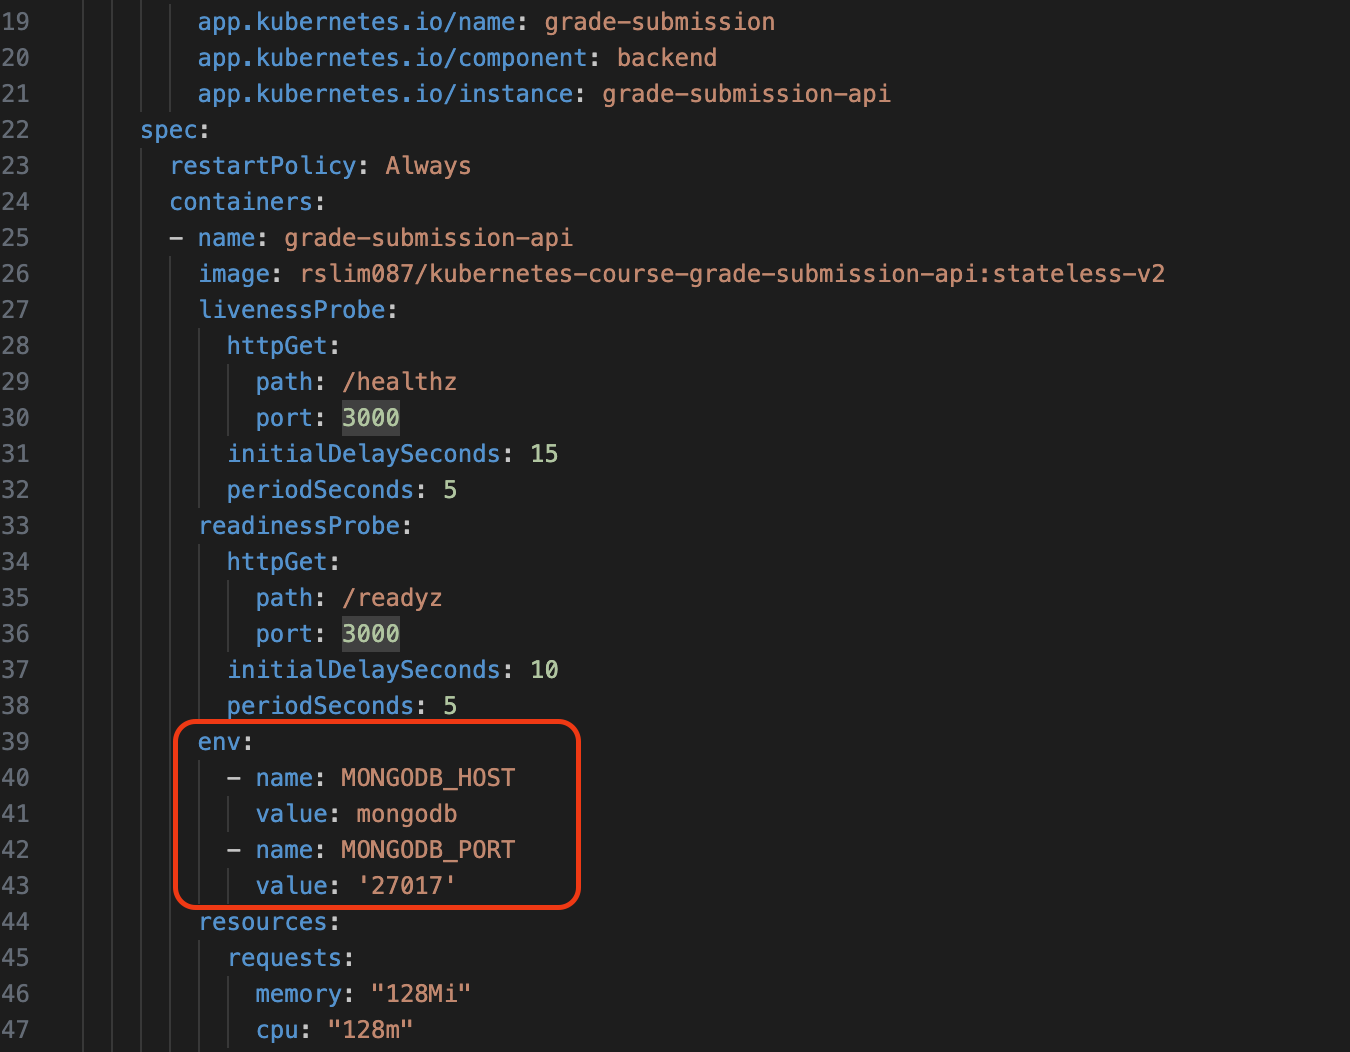 19 app.kubernetes.io/name: grade-submission
20 app.kubernetes.io/component: backend
21 app.kubernetes.io/instance: grade-submission-api
22 spec:
23 restartPolicy: Always
24 containers:
25 - name: grade-submission-api
26 image: rslim087/kubernetes-course-grade-submission-api:stateless-v2
27 livenessProbe:
28 httpGet:
29 path: /healthz
30 port: 3000
31 initialDelaySeconds: 15
32 periodSeconds: 5
33 readinessProbe:
34 httpGet:
35 path: /readyz
36 port: 3000
37 initialDelaySeconds: 10
38 periodSeconds: 5
39 env:
40 - name: MONGODB_HOST
41 value: mongodb
42 - name: MONGODB_PORT
43 value: '27017'
44 resources:
45 requests:
46 memory: "128Mi"
47 cpu: "128m"